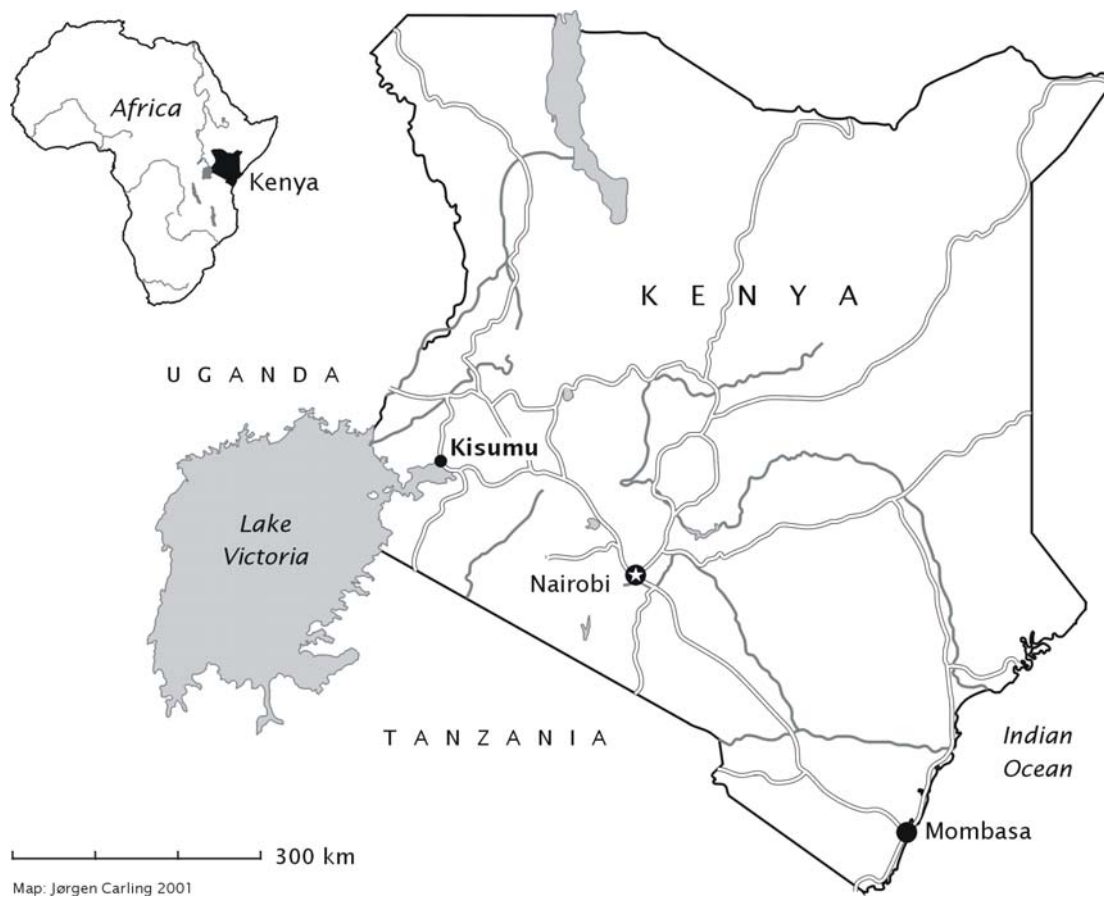 Africa
Kenya
K E N Y A
U G A N D A
Kisumu
Lake
Victoria
Nairobi
T A N Z A N I A
Indian
Ocean
Mombasa
300 km
Map: Jørgen Carling 2001